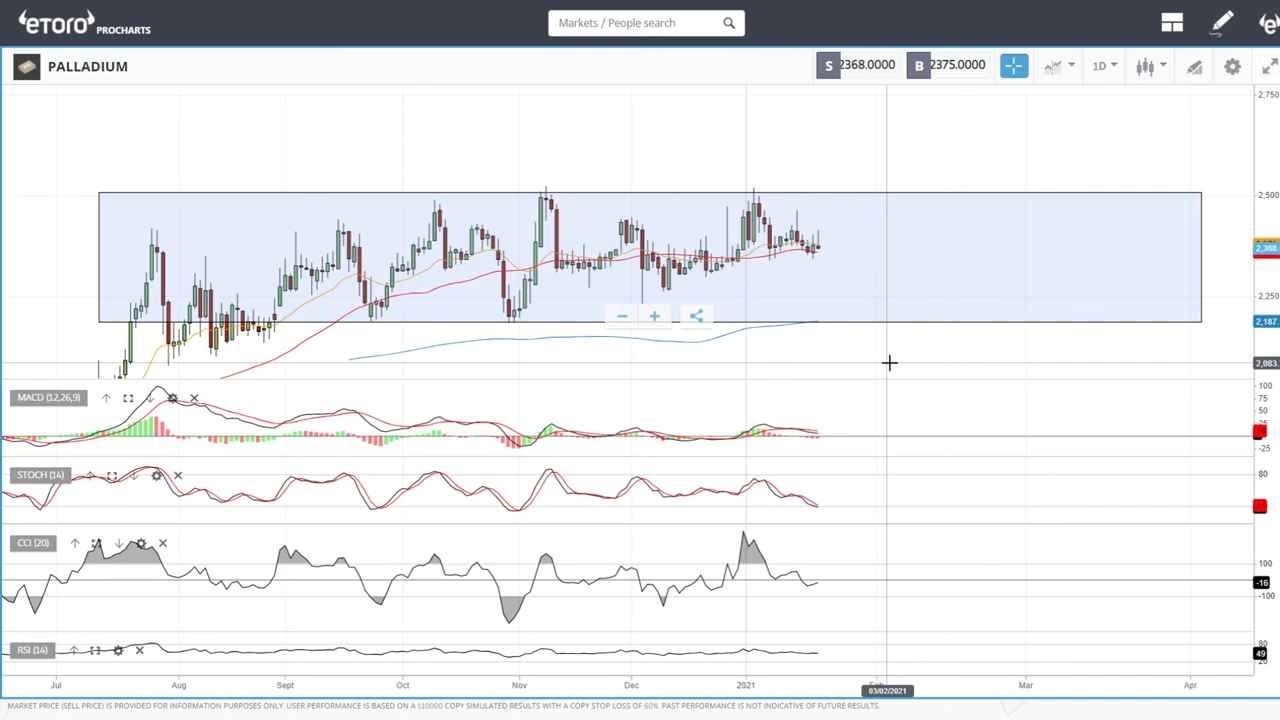 eTORO PROCHARTS
Markets / People search
PALLADIUM
S 2368.0000
B 2375.0000
1D
2,750
2,500
2,368.
2,250
2,187.
2,083.
MACD (12,26,9)
100
75
50
-25
STOCH (14)
80
CCI (20)
100
-16
-100
RSI (14)
80
49
20
Jul Aug Sept Oct Nov Dec 2021 Mar Apr
03/02/2021
MARKET PRICE (SELL PRICE) IS PROVIDED FOR INFORMATION PURPOSES ONLY. USER PERFORMANCE IS BASED ON A $10000 COPY SIMULATED RESULTS WITH A COPY STOP LOSS OF 60%. PAST PERFORMANCE IS NOT INDICATIVE OF FUTURE RESULTS.